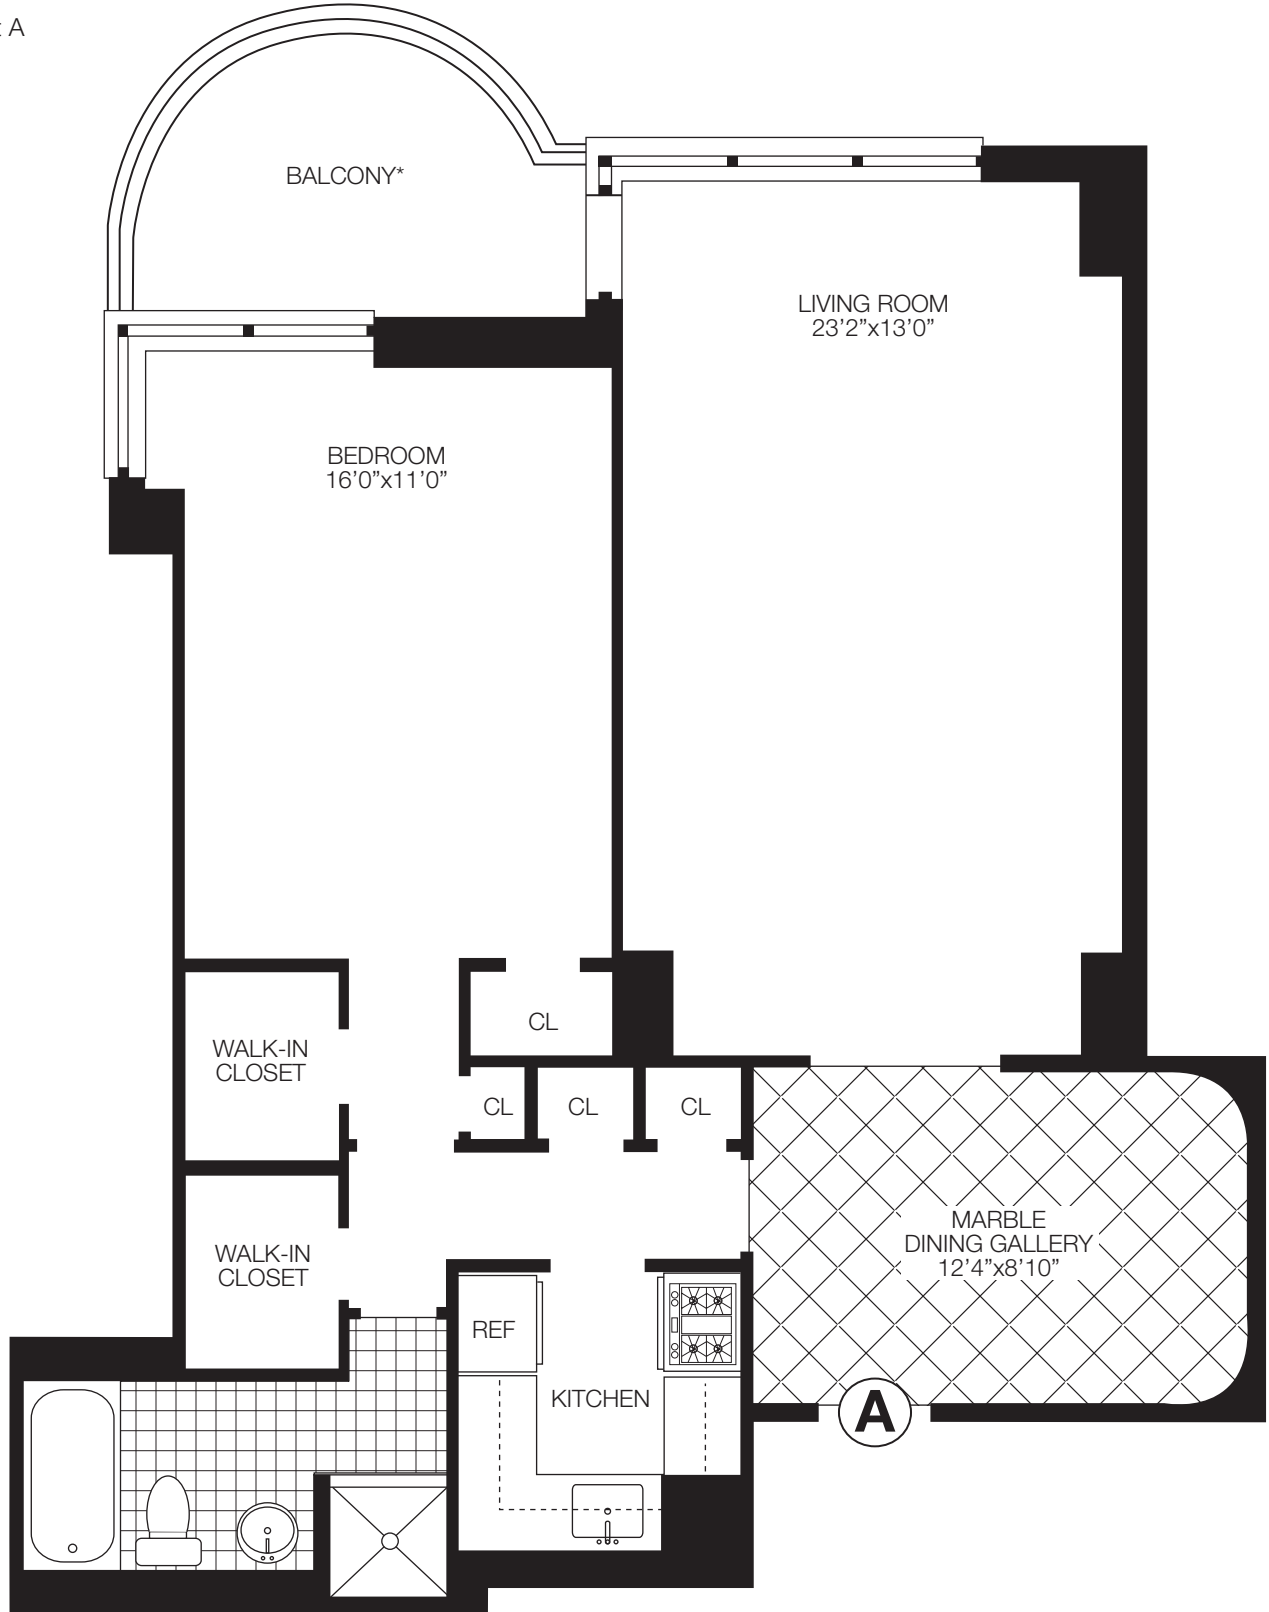 A
BALCONY*
LIVING ROOM
23’2”x13’0”
BEDROOM
16’0”x11’0”
CL
WALK-IN
CLOSET
CL
CL
CL
MARBLE
DINING GALLERY
12’4”x8’10”
WALK-IN
CLOSET
REF
KITCHEN
A